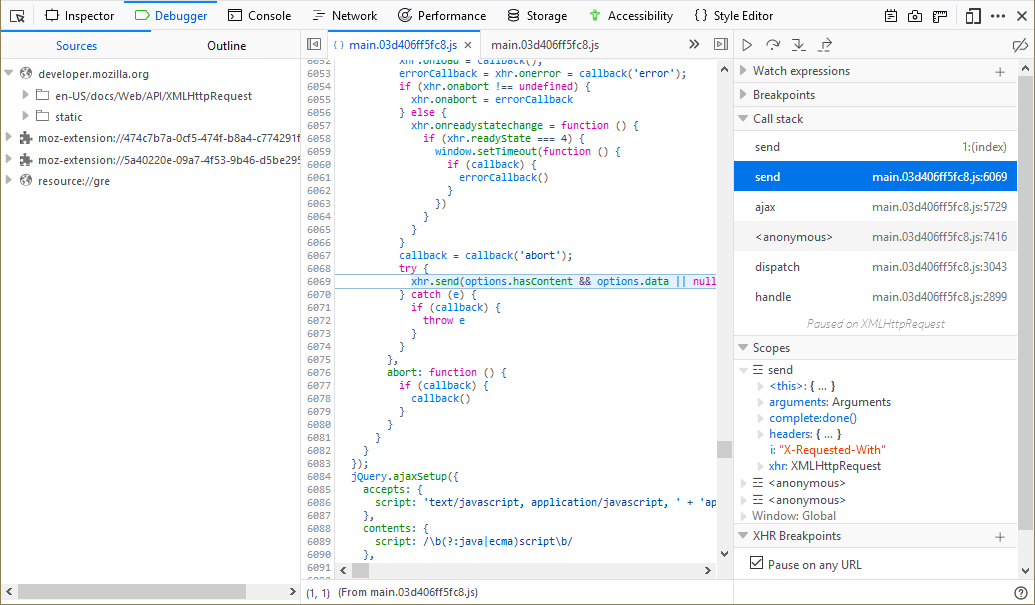 Inspector Debugger Console Network Performance Storage Accessibility { } Style Editor
Sources Outline
developer.mozilla.org
en-US/docs/Web/API/XMLHttpRequest
static
moz-extension://474c7b7a-0cf5-474f-b8a4-c774291f
moz-extension://5a40220e-09a7-4f53-9b46-d5be295
resource://gre
{ } main.03d406ff5fc8.js × main.03d406ff5fc8.js »
6052 xhr.onload = callback();
6053 errorCallback = xhr.onerror = callback('error');
6054 if (xhr.onabort !== undefined) {
6055 xhr.onabort = errorCallback
6056 } else {
6057 xhr.onreadystatechange = function () {
6058 if (xhr.readyState === 4) {
6059 window.setTimeout(function () {
6060 if (callback) {
6061 errorCallback()
6062 }
6063 })
6064 }
6065 }
6066 }
6067 callback = callback('abort');
6068 try {
6069 xhr.send(options.hasContent && options.data || null
6070 } catch (e) {
6071 if (callback) {
6072 throw e
6073 }
6074 }
6075 },
6076 abort: function () {
6077 if (callback) {
6078 callback()
6079 }
6080 }
6081 }
6082 }
6083 });
6084 jQuery.ajaxSetup({
6085 accepts: {
6086 script: 'text/javascript, application/javascript, ' + 'ap
6087 },
6088 contents: {
6089 script: /\b(?:java|ecma)script\b/
6090 },
6091
(1, 1) (From main.03d406ff5fc8.js)
Watch expressions +
Breakpoints
Call stack
send 1:(index)
send main.03d406ff5fc8.js:6069
ajax main.03d406ff5fc8.js:5729
<anonymous> main.03d406ff5fc8.js:7416
dispatch main.03d406ff5fc8.js:3043
handle main.03d406ff5fc8.js:2899
Paused on XMLHttpRequest
Scopes
send
<this>: { ... }
arguments: Arguments
complete:done()
headers: { ... }
i: "X-Requested-With"
xhr: XMLHttpRequest
<anonymous>
<anonymous>
Window: Global
XHR Breakpoints +
Pause on any URL